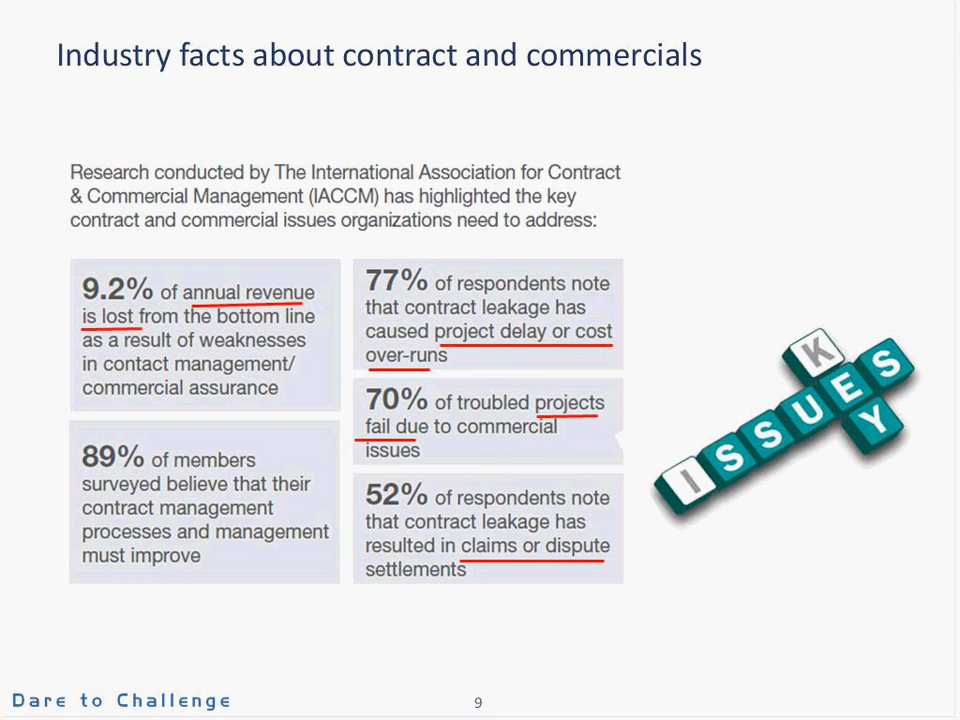 Industry facts about contract and commercials
Research conducted by The International Association for Contract
& Commercial Management (IACCM) has highlighted the key
contract and commercial issues organizations need to address:
9.2% of annual revenue
is lost from the bottom line
as a result of weaknesses
in contact management/
commercial assurance
89% of members
surveyed believe that their
contract management
processes and management
must improve
77% of respondents note
that contract leakage has
caused project delay or cost
over-runs
70% of troubled projects
fail due to commercial
issues
52% of respondents note
that contract leakage has
resulted in claims or dispute
settlements
KEY
ISSUES
Dare to Challenge
9